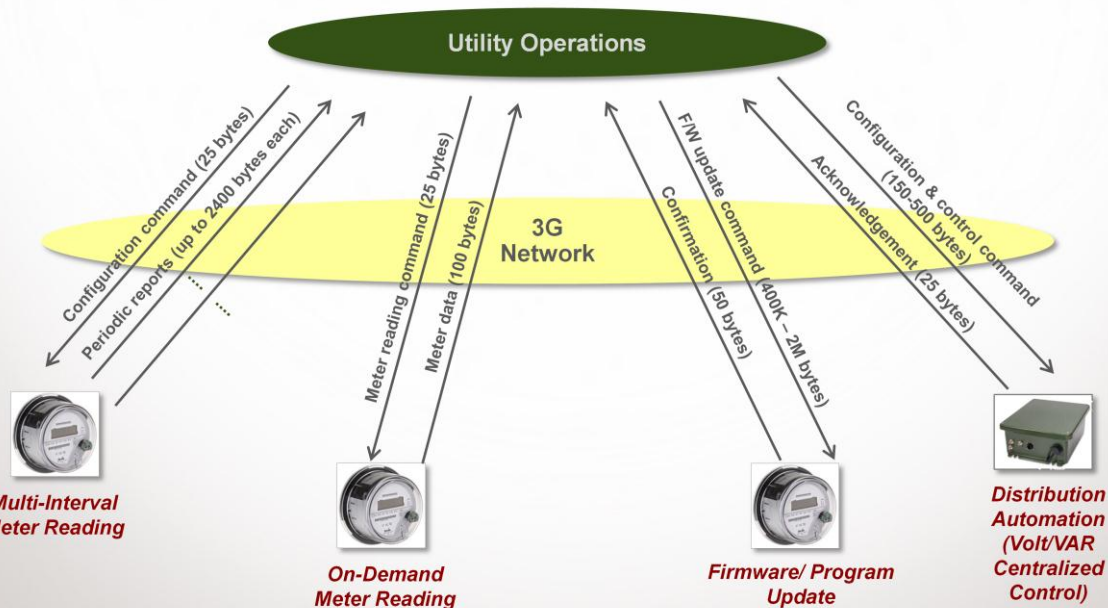 Utility Operations
3G
Network
Configuration command (25 bytes)
Periodic reports (up to 2400 bytes each)
Meter reading command (25 bytes)
Meter data (100 bytes)
Confirmation (50 bytes)
F/W update command (400K – 2M bytes)
Acknowledgement (25 bytes)
Configuration & control command
(150-500 bytes)
Multi-Interval
Meter Reading
On-Demand
Meter Reading
Firmware/ Program
Update
Distribution
Automation
(Volt/VAR
Centralized
Control)